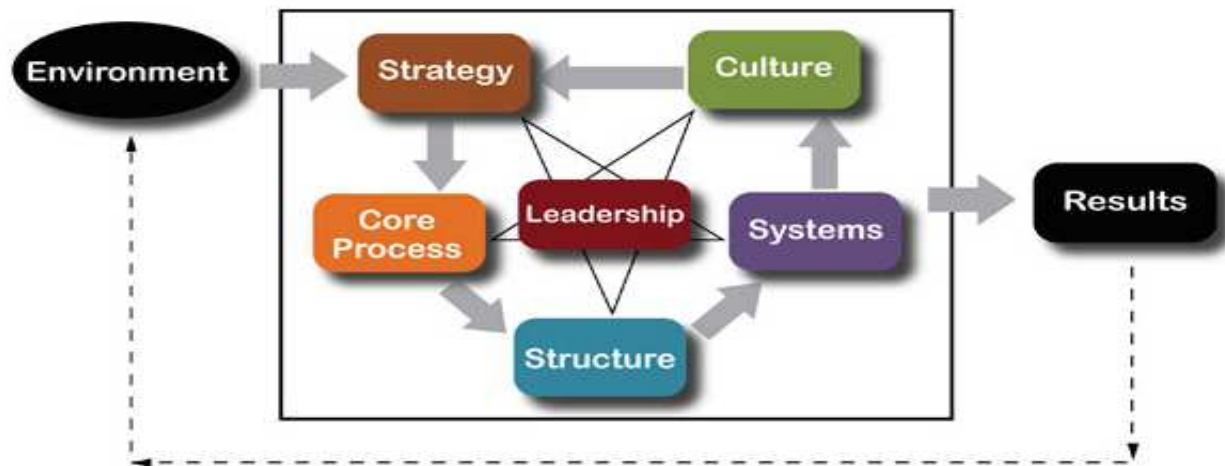 Environment
Strategy
Culture
Core
Process
Leadership
Systems
Results
Structure